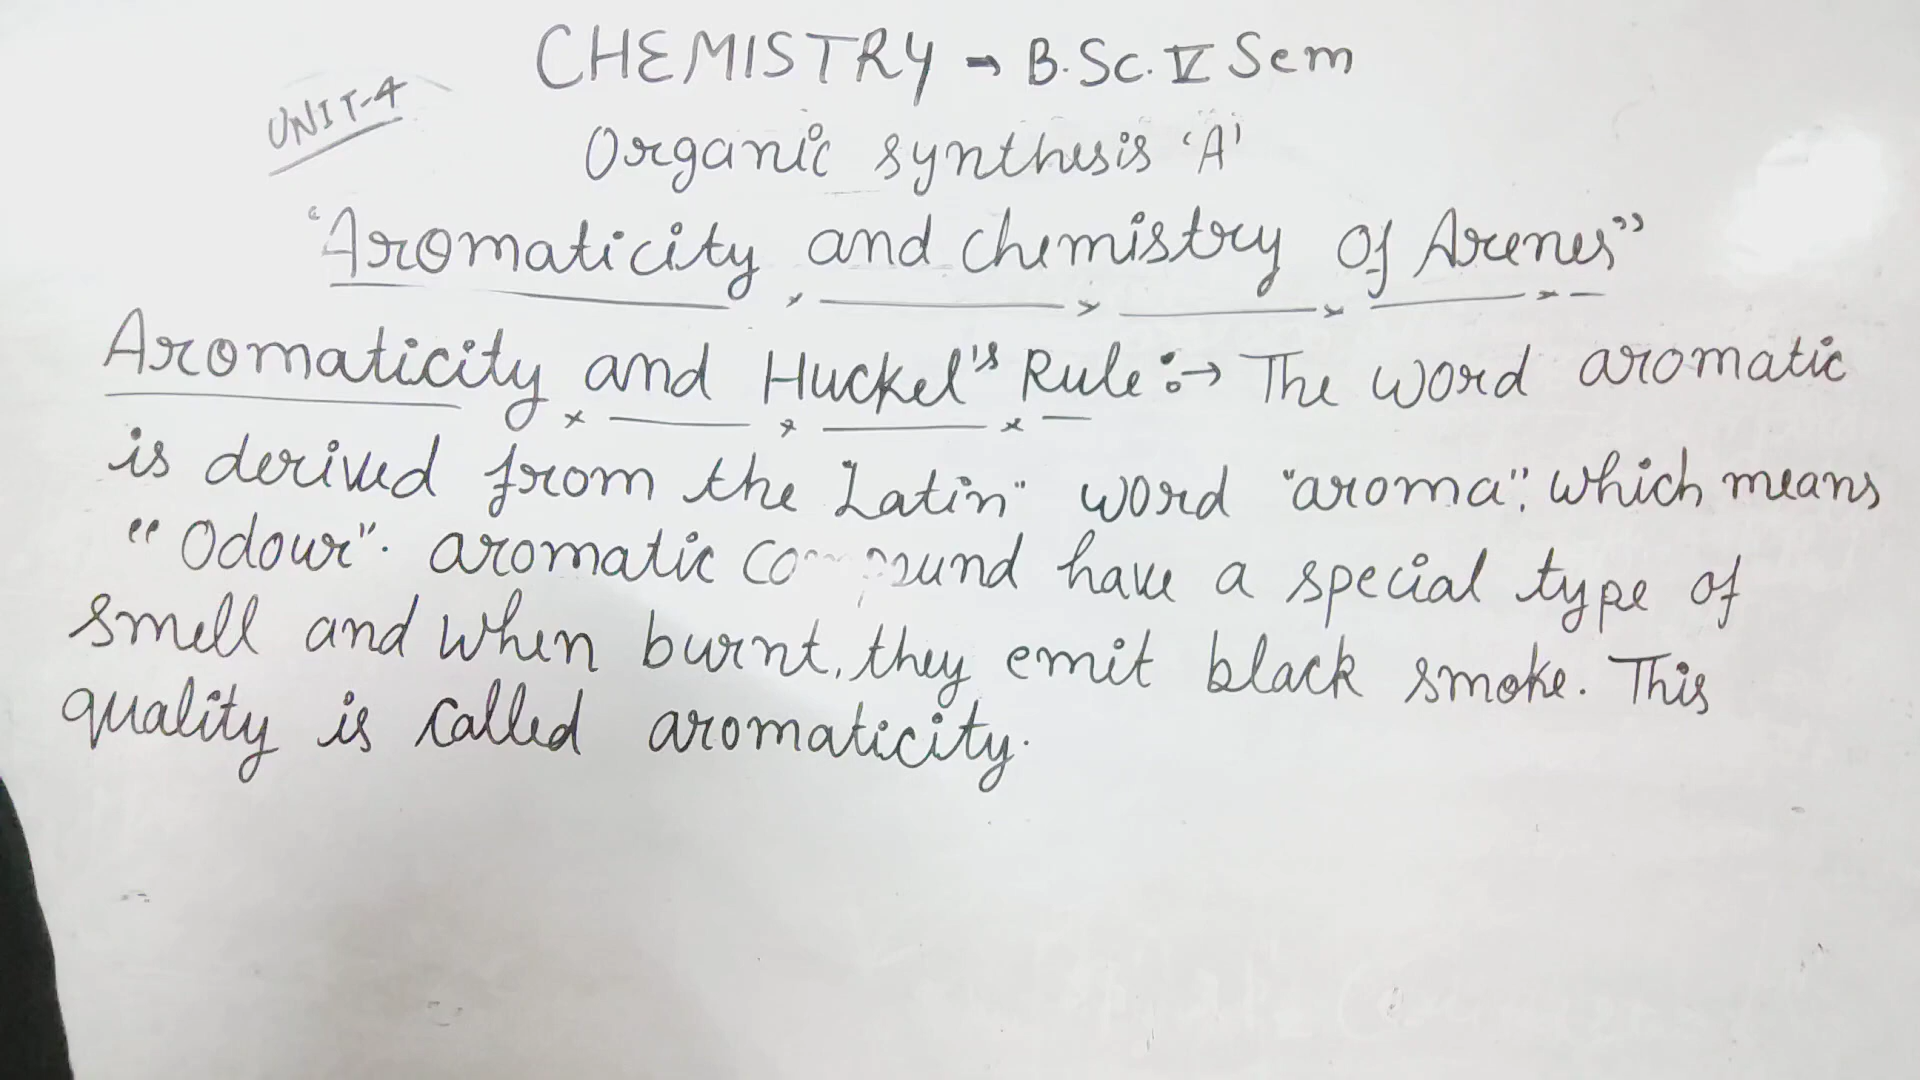 CHEMISTRY → B.Sc. V Sem
UNIT-4
Organic synthesis 'A'
"Aromaticity and chemistry of Arenes"
Aromaticity and Huckel's Rule :→ The word aromatic
is derived from the Latin" word "aroma", which means
"Odour". aromatic compound have a special type of
smell and when burnt, they emit black smoke. This
quality is called aromaticity.